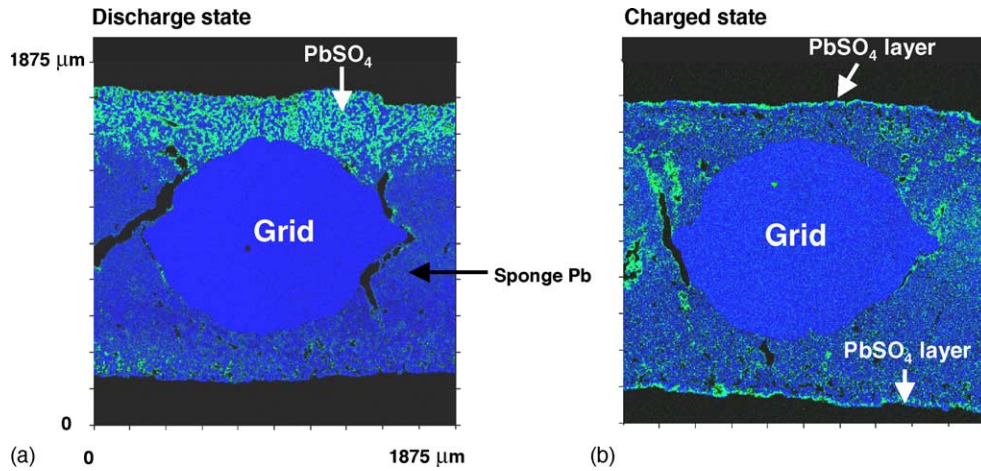 Discharge state
Charged state
1875 μm
PbSO₄
PbSO₄ layer
Grid
Grid
Sponge Pb
PbSO₄ layer
0
(a)
0
1875 μm
(b)